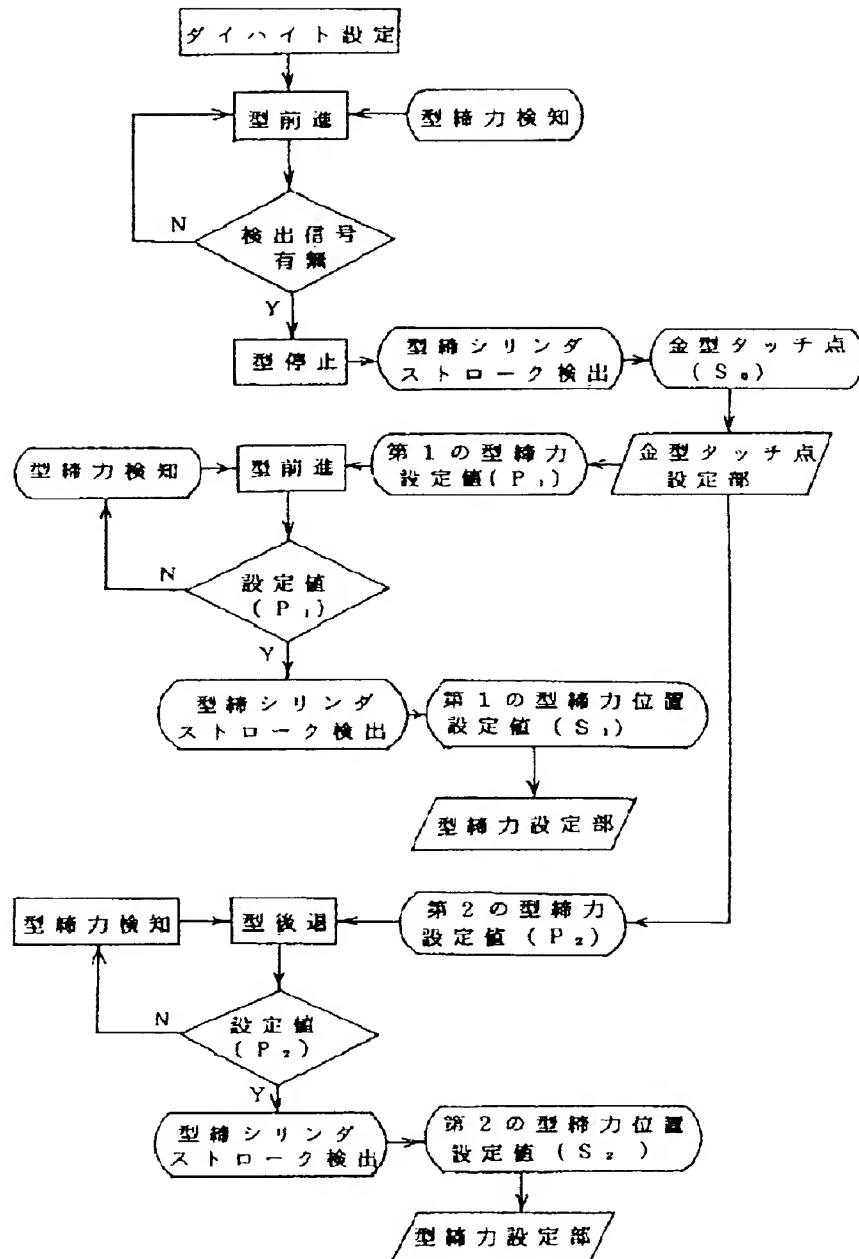 ダイハイト設定
型前進
型締力検知
N
検出信号
有無
Y
型停止
型締シリンダ
ストローク検出
金型タッチ点
(S₀)
型締力検知
型前進
第1の型締力
設定値(P₁)
金型タッチ点
設定部
N
設定値
(P₁)
Y
型締シリンダ
ストローク検出
第1の型締力位置
設定値(S₁)
型締力設定部
型締力検知
型後退
第2の型締力
設定値(P₂)
N
設定値
(P₂)
Y
型締シリンダ
ストローク検出
第2の型締力位置
設定値(S₂)
型締力設定部